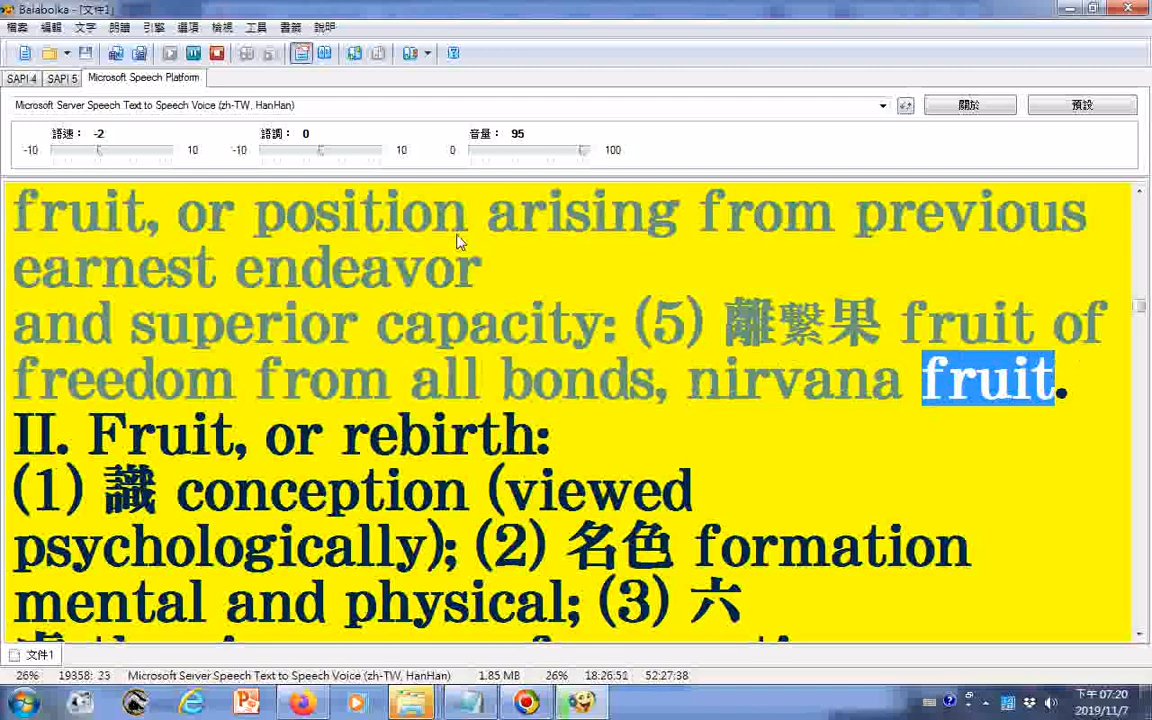 Balabolka - [文件1]
檔案 編輯 文字 朗讀 引擎 選項 檢視 工具 書籤 說明
SAPI 4 SAPI 5 Microsoft Speech Platform
Microsoft Server Speech Text to Speech Voice (zh-TW, HanHan) 關於 預設
語速： -2 語調： 0 音量： 95
-10 10 -10 10 0 100
fruit, or position arising from previous
earnest endeavor
and superior capacity: (5) 離繫果 fruit of
freedom from all bonds, nirvana fruit.
II. Fruit, or rebirth:
(1) 識 conception (viewed
psychologically); (2) 名色 formation
mental and physical; (3) 六
文件1
26% 19358: 23 Microsoft Server Speech Text to Speech Voice (zh-TW, HanHan) 1.85 MB 26% 18:26:51 52:27:38
下午 07:20
2019/11/7